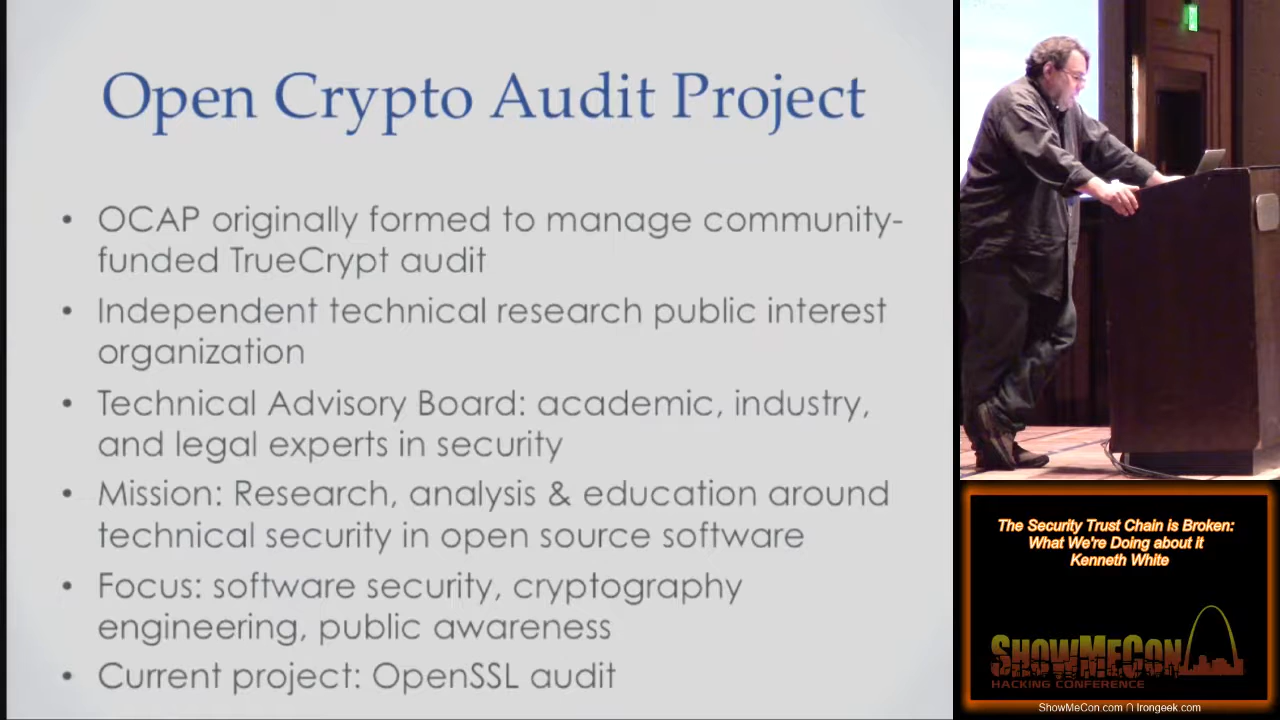 Open Crypto Audit Project
• OCAP originally formed to manage community-
funded TrueCrypt audit
• Independent technical research public interest
organization
• Technical Advisory Board: academic, industry,
and legal experts in security
• Mission: Research, analysis & education around
technical security in open source software
• Focus: software security, cryptography
engineering, public awareness
• Current project: OpenSSL audit
The Security Trust Chain is Broken:
What We're Doing about it
Kenneth White
ShowMeCon
HACKING CONFERENCE
ShowMeCon.com ∩ Irongeek.com